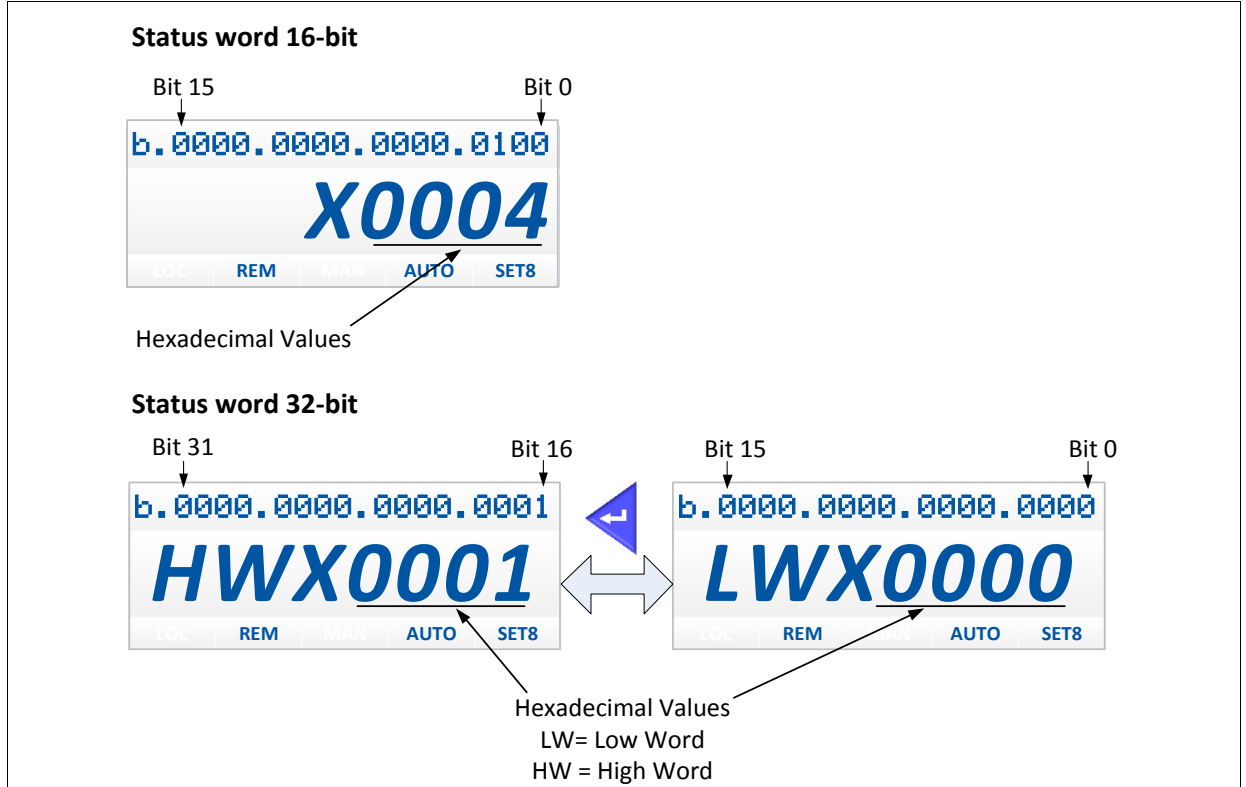 Status word 16-bit
Bit 15 Bit 0
b.0000.0000.0000.0100
X0004
LOC REM MAN AUTO SET8
Hexadecimal Values
Status word 32-bit
Bit 31 Bit 16 Bit 15 Bit 0
b.0000.0000.0000.0001 b.0000.0000.0000.0000
HWX0001 LWX0000
LOC REM MAN AUTO SET8 LOC REM MAN AUTO SET8
Hexadecimal Values
LW= Low Word
HW = High Word